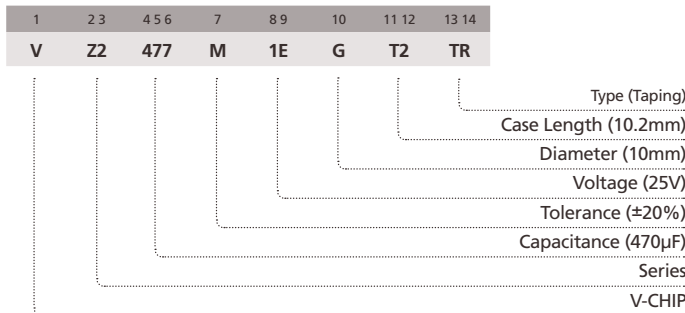 1 2 3 4 5 6 7 8 9 10 11 12 13 14
V Z2 477 M 1E G T2 TR
Type (Taping)
Case Length (10.2mm)
Diameter (10mm)
Voltage (25V)
Tolerance (±20%)
Capacitance (470µF)
Series
V-CHIP